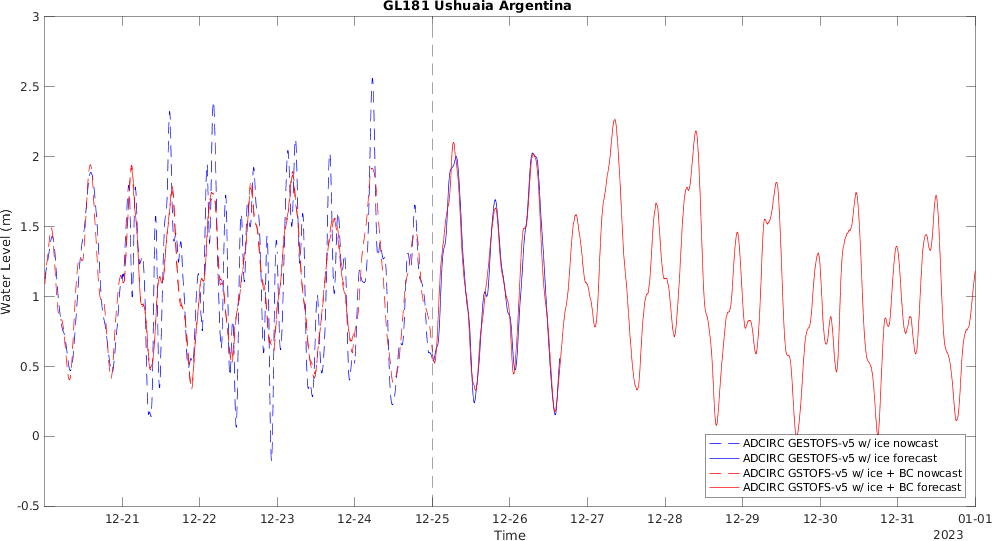 GL181 Ushuaia Argentina
3
2.5
2
1.5
1
0.5
0
-0.5
Water Level (m)
12-21 12-22 12-23 12-24 12-25 12-26 12-27 12-28 12-29 12-30 12-31 01-01
Time
2023
ADCIRC GESTOFS-v5 w/ ice nowcast
ADCIRC GESTOFS-v5 w/ ice forecast
ADCIRC GSTOFS-v5 w/ ice + BC nowcast
ADCIRC GSTOFS-v5 w/ ice + BC forecast